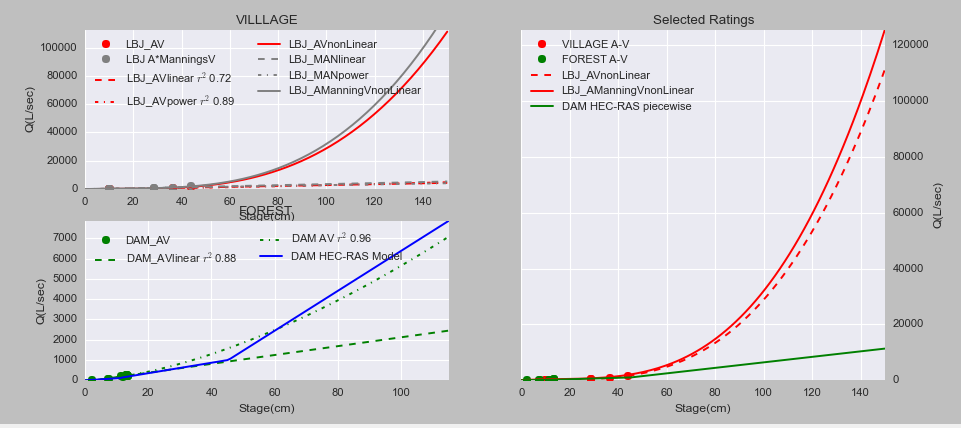 VILLLAGE
LBJ_AV
LBJ A*ManningsV
LBJ_AVlinear r² 0.72
LBJ_AVpower r² 0.89
LBJ_AVnonLinear
LBJ_MANlinear
LBJ_MANpower
LBJ_AManningVnonLinear
Q(L/sec)
100000
80000
60000
40000
20000
0
0 20 40 60 80 100 120 140
Stage(cm)
FOREST
DAM_AV
DAM_AVlinear r² 0.88
DAM AV r² 0.96
DAM HEC-RAS Model
Q(L/sec)
7000
6000
5000
4000
3000
2000
1000
0
0 20 40 60 80 100
Stage(cm)
Selected Ratings
VILLAGE A-V
FOREST A-V
LBJ_AVnonLinear
LBJ_AManningVnonLinear
DAM HEC-RAS piecewise
120000
100000
80000
60000
40000
20000
0
Q(L/sec)
0 20 40 60 80 100 120 140
Stage(cm)